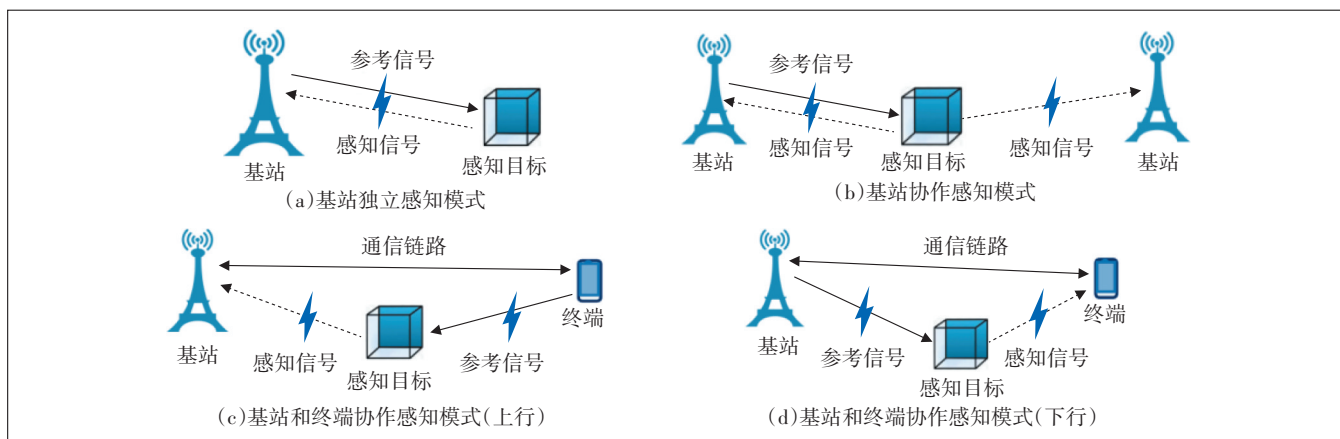 参考信号
感知信号
基站
感知目标
(a)基站独立感知模式
参考信号
感知信号
感知信号
基站
感知目标
基站
(b)基站协作感知模式
通信链路
终端
基站
感知信号
参考信号
感知目标
(c)基站和终端协作感知模式(上行)
通信链路
终端
基站
参考信号
感知信号
感知目标
(d)基站和终端协作感知模式(下行)